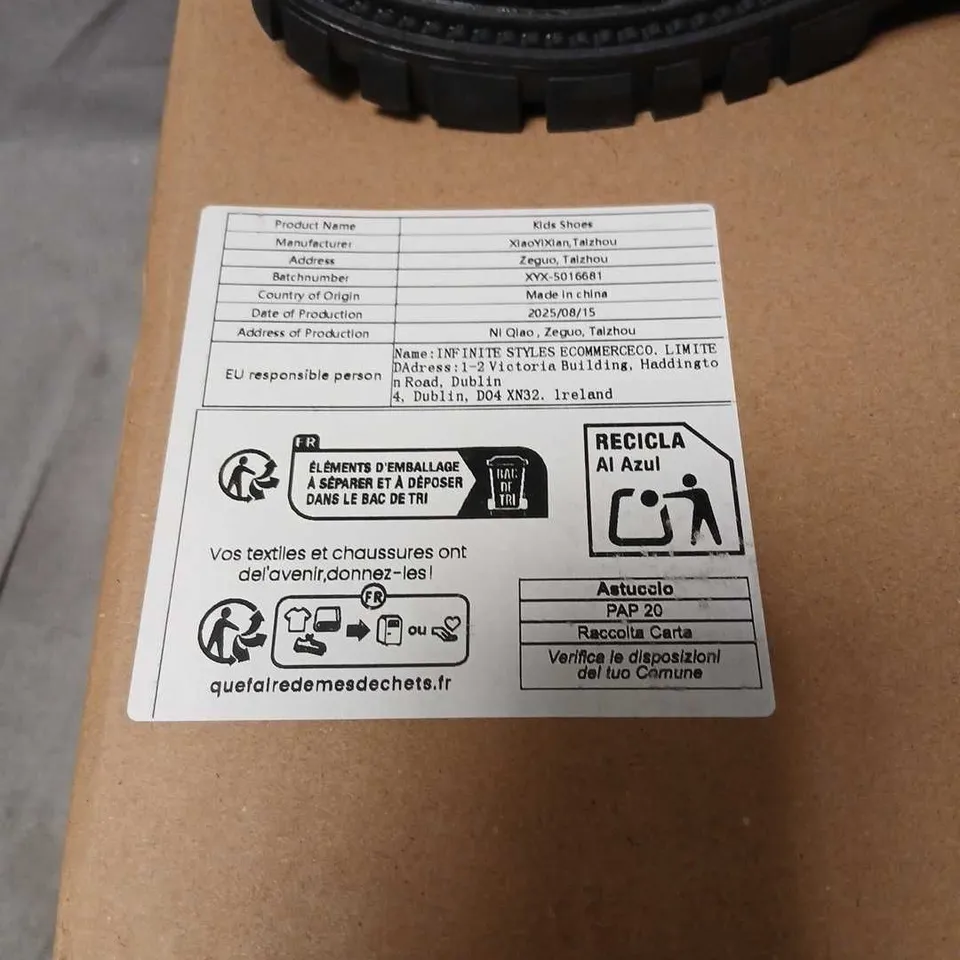 Product Name Kids Shoes
Manufacturer XiaoYiXian,Taizhou
Address Zeguo, Taizhou
Batchnumber XYX-5016681
Country of Origin Made in china
Date of Production 2025/08/15
Address of Production Ni Qiao , Zeguo, Taizhou
EU responsible person
Name:INFINITE STYLES ECOMMERCECO. LIMITE
DAdress:1-2 Victoria Building, Haddingto
n Road, Dublin
4, Dublin, D04 XN32. lreland
FR
ÉLÉMENTS D'EMBALLAGE
À SÉPARER ET À DÉPOSER
DANS LE BAC DE TRI
BAC
DE
TRI
RECICLA
Al Azul
Vos textiles et chaussures ont
del'avenir,donnez-les!
FR
ou
quefairedemesdechets.fr
Astuccio
PAP 20
Raccolta Carta
Verifica le disposizioni
del tuo Comune